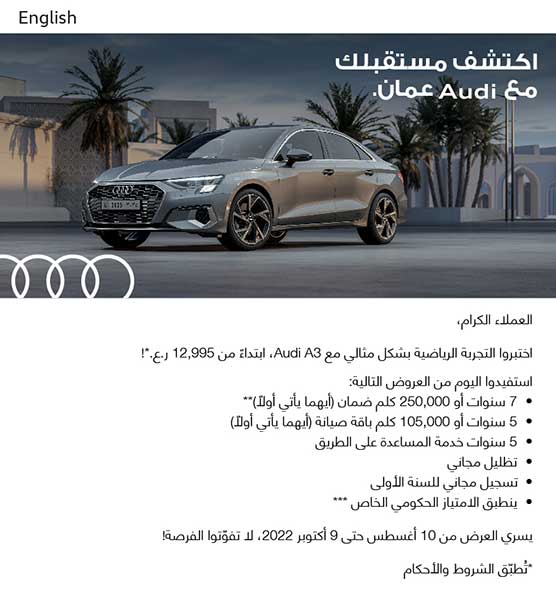 English
اكتشف مستقبلك
مع Audi عمان.
العملاء الكرام،
اختبروا التجربة الرياضية بشكل مثالي مع Audi A3، ابتداءً من 12,995 ر.ع.*!
استفيدوا اليوم من العروض التالية:
• 7 سنوات أو 250,000 كلم ضمان (أيهما يأتي أولاً)**
• 5 سنوات أو 105,000 كلم باقة صيانة (أيهما يأتي أولاً)
• 5 سنوات خدمة المساعدة على الطريق
• تظليل مجاني
• تسجيل مجاني للسنة الأولى
• ينطبق الامتياز الحكومي الخاص ***
يسري العرض من 10 أغسطس حتى 9 أكتوبر 2022، لا تفوّتوا الفرصة!
*تُطبّق الشروط والأحكام